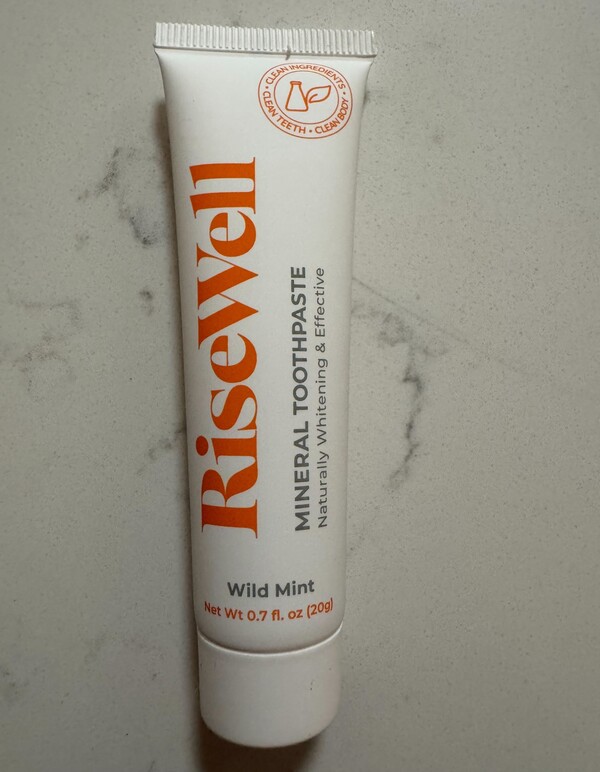 CLEAN INGREDIENTS • CLEAN BODY • CLEAN TEETH •
RiseWell
MINERAL TOOTHPASTE
Naturally Whitening & Effective
Wild Mint
Net Wt 0.7 fl. oz (20g)